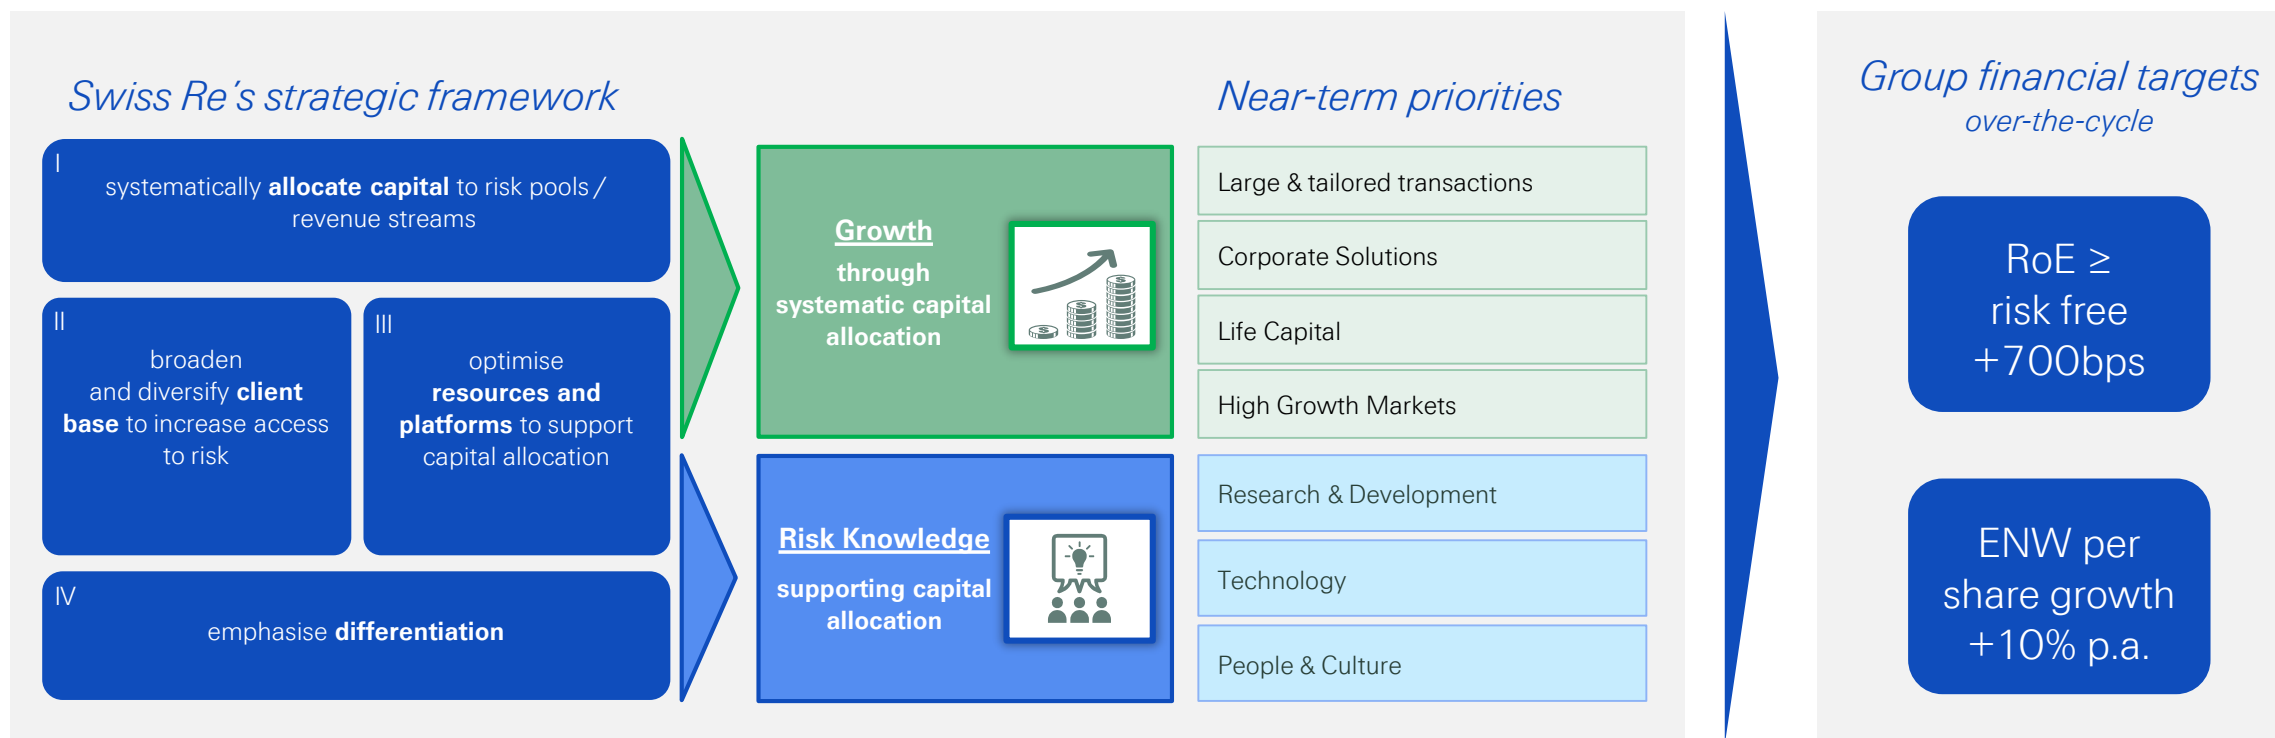 Swiss Re's strategic framework
I
systematically allocate capital to risk pools /
revenue streams
II
broaden
and diversify client
base to increase access
to risk
III
optimise
resources and
platforms to support
capital allocation
IV
emphasise differentiation
Growth
through
systematic capital
allocation
$
$
$
Risk Knowledge
supporting capital
allocation
Near-term priorities
Large & tailored transactions
Corporate Solutions
Life Capital
High Growth Markets
Research & Development
Technology
People & Culture
Group financial targets
over-the-cycle
RoE ≥
risk free
+700bps
ENW per
share growth
+10% p.a.